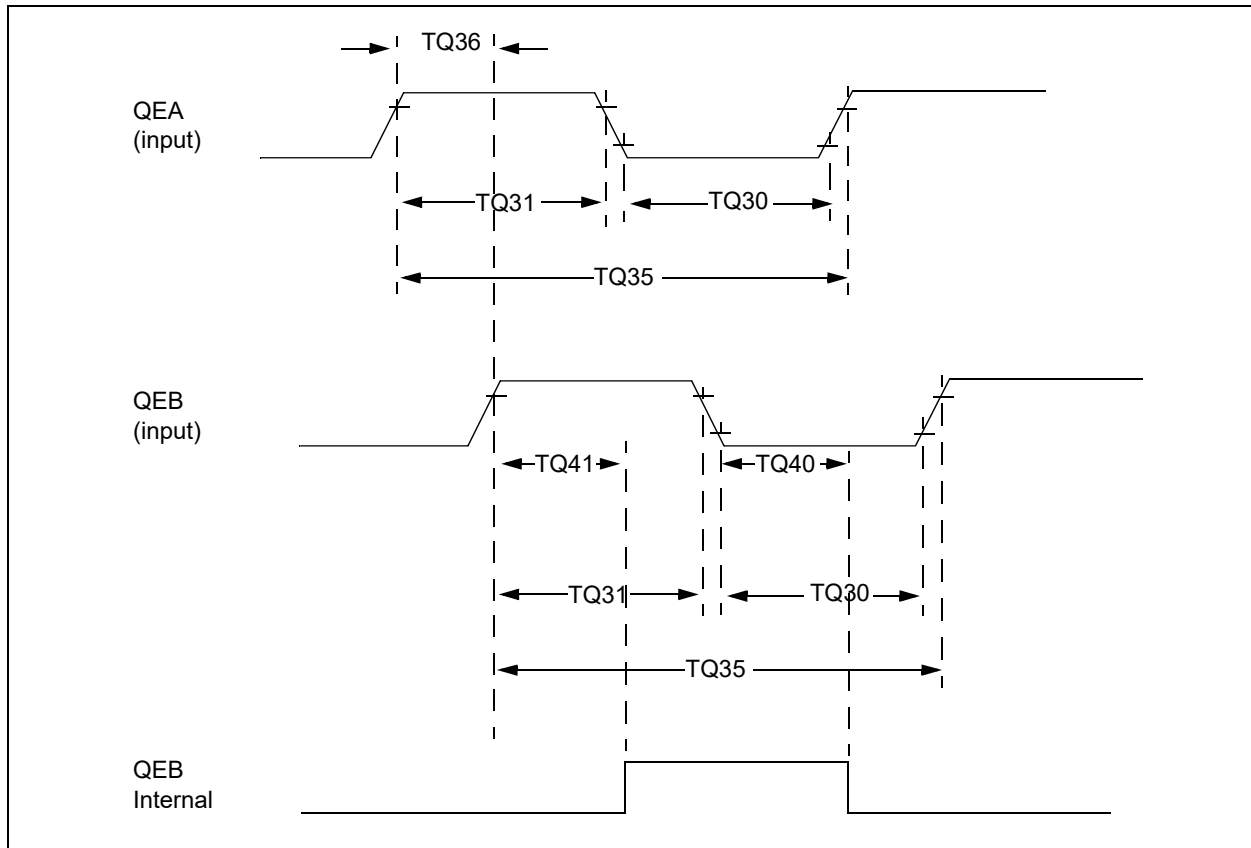 TQ36
QEA
(input)
TQ31
TQ30
TQ35
QEB
(input)
TQ41
TQ40
TQ31
TQ30
TQ35
QEB
Internal